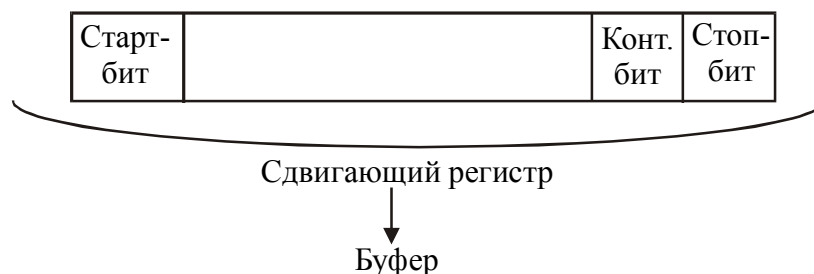 Старт-
бит
Конт.
бит
Стоп-
бит
Сдвигающий регистр
Буфер